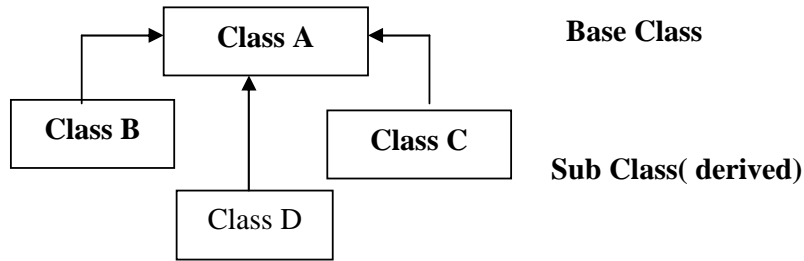 Class A
Base Class
Class B
Class C
Sub Class( derived)
Class D